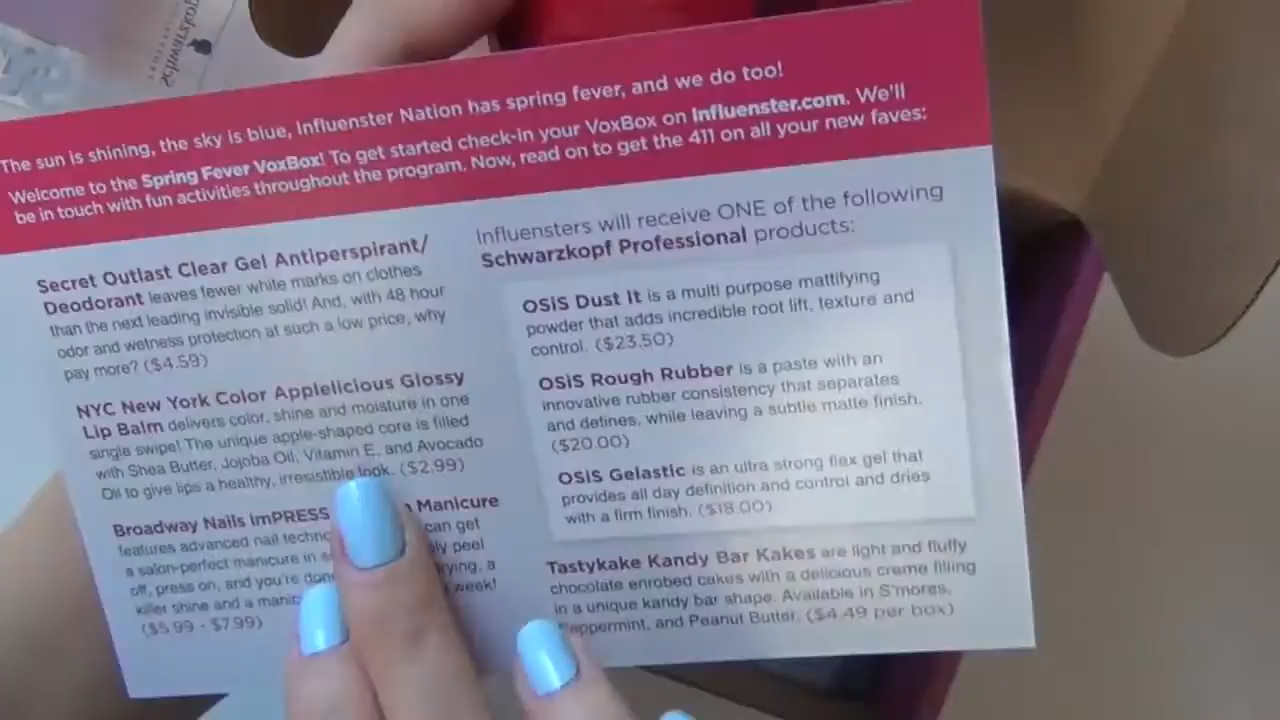 Schwarzkopf
The sun is shining, the sky is blue, Influenster Nation has spring fever, and we do too!
Welcome to the Spring Fever VoxBox! To get started check-in your VoxBox on Influenster.com. We'll
be in touch with fun activities throughout the program. Now, read on to get the 411 on all your new faves:
Secret Outlast Clear Gel Antiperspirant/
Deodorant leaves fewer white marks on clothes
than the next leading invisible solid! And, with 48 hour
odor and wetness protection at such a low price, why
pay more? ($4.59)
NYC New York Color Applelicious Glossy
Lip Balm delivers color, shine and moisture in one
single swipe! The unique apple-shaped core is filled
with Shea Butter, Jojoba Oil, Vitamin E, and Avocado
Oil to give lips a healthy, irresistible look. ($2.99)
Broadway Nails imPRESS Manicure
features advanced nail can get
a salon-perfect manicure in peel
off, press on, and you're a
killer shine and a week!
($5.99 - $7.99)
Influensters will receive ONE of the following
Schwarzkopf Professional products:
OSiS Dust It is a multi purpose mattifying
powder that adds incredible root lift, texture and
control. ($23.50)
OSiS Rough Rubber is a paste with an
innovative rubber consistency that separates
and defines, while leaving a subtle matte finish.
($20.00)
OSiS Gelastic is an ultra strong flex gel that
provides all day definition and control and dries
with a firm finish. ($18.00)
Tastykake Kandy Bar Kakes are light and fluffy
chocolate enrobed cakes with a delicious creme filling
in a unique kandy bar shape. Available in S'mores,
Peppermint, and Peanut Butter. ($4.49 per box)